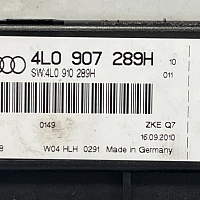 4L0 907 289H 10
SW:4L0 910 289H 011
0149 ZKE Q7
16.09.2010
8 W04 HLH 0291 Made in Germany